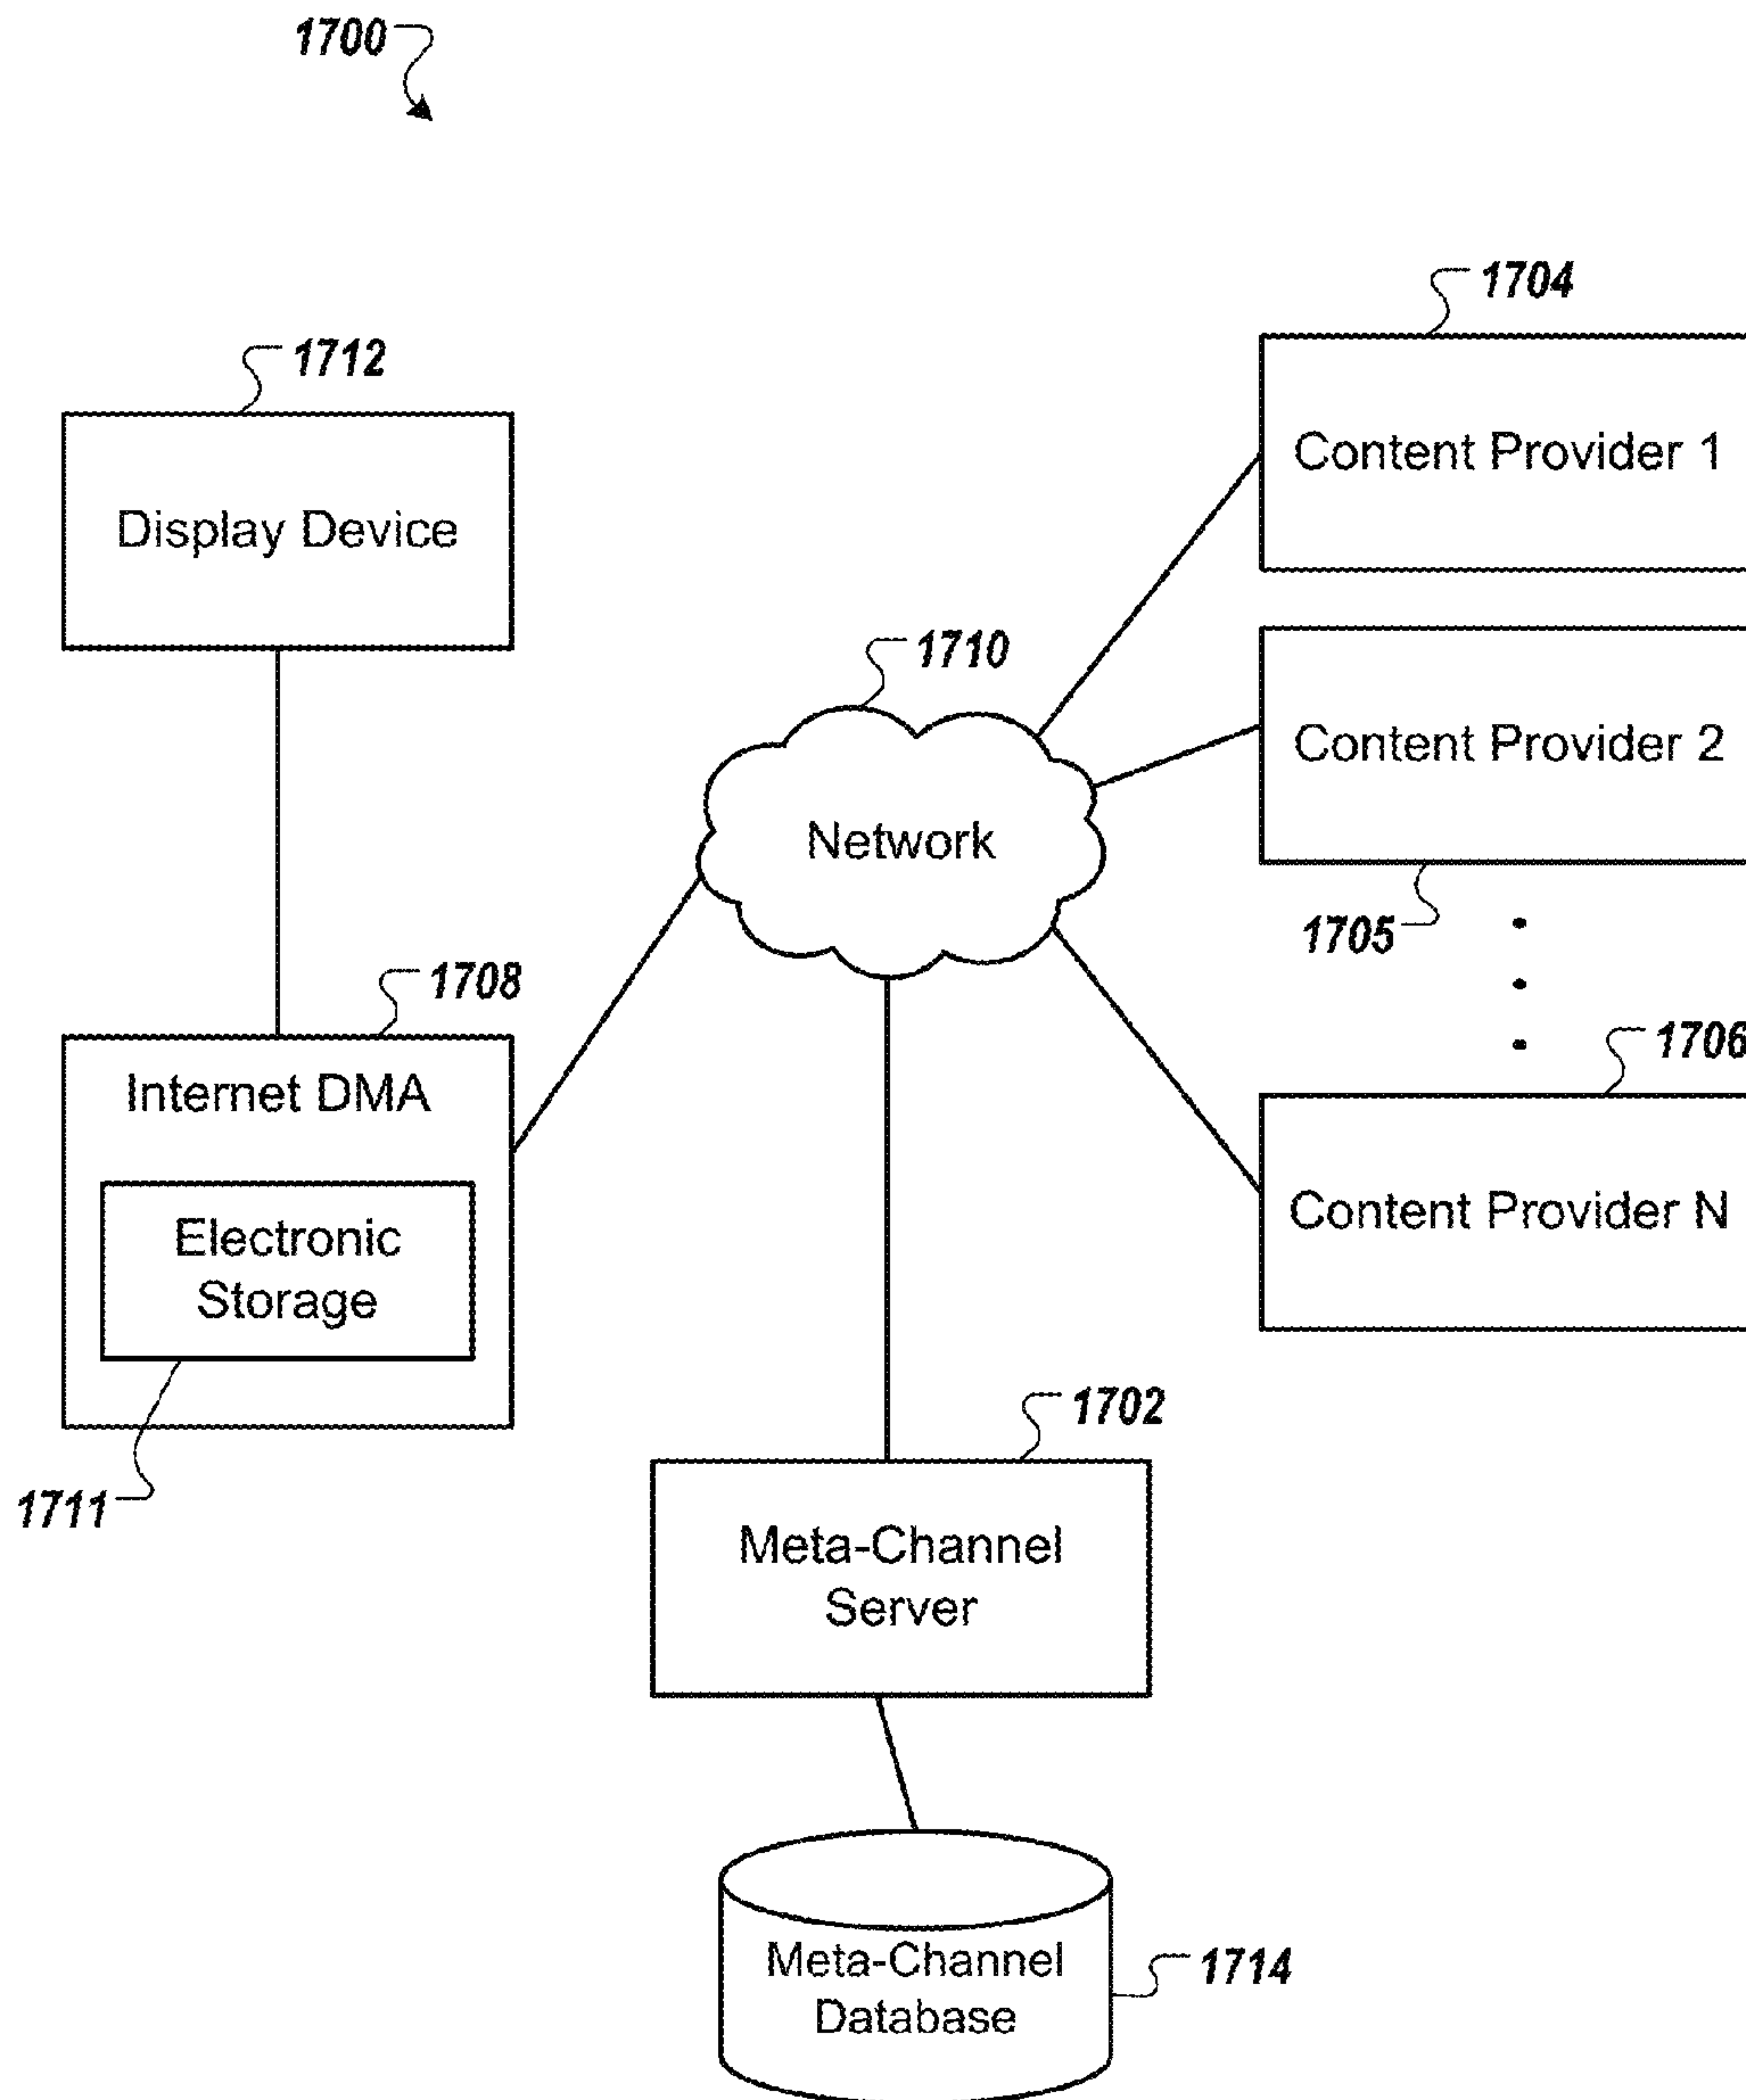 1700
1704
1712
Content Provider 1
Display Device
1710
Content Provider 2
Network
1705
1708
1706
Internet DMA
Content Provider N
Electronic
Storage
1702
1711
Meta-Channel
Server
Meta-Channel
Database
1714